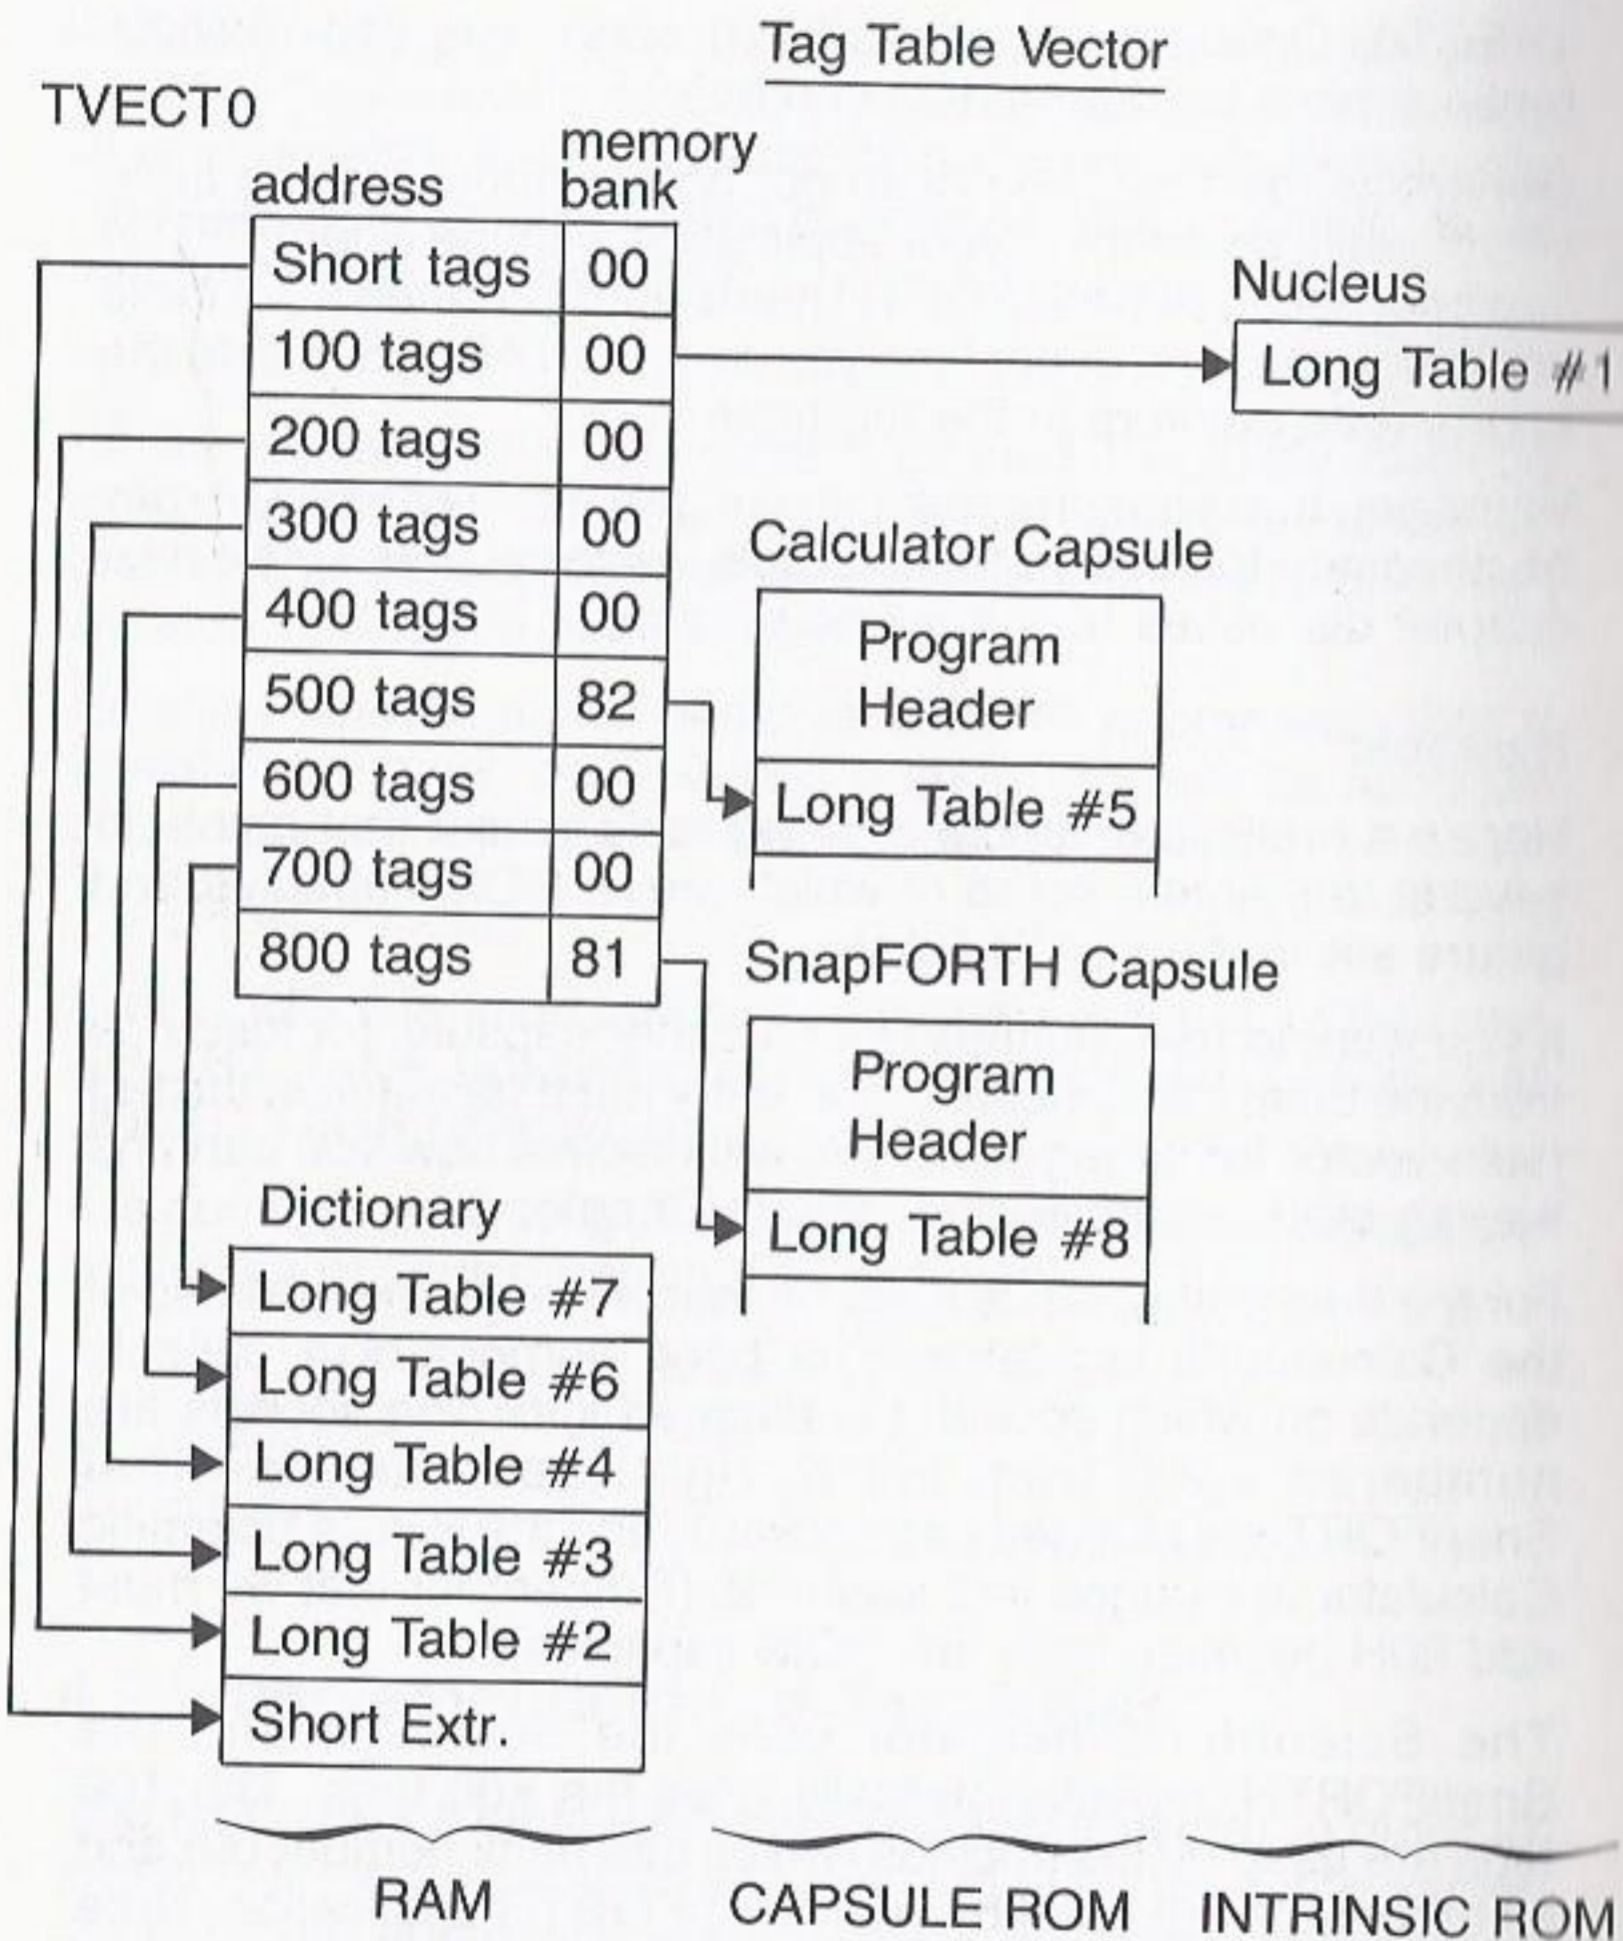 Tag Table Vector
TVECT0
address
memory
bank
Short tags 00
100 tags 00
200 tags 00
300 tags 00
400 tags 00
500 tags 82
600 tags 00
700 tags 00
800 tags 81
Nucleus
Long Table #1
Calculator Capsule
Program
Header
Long Table #5
SnapFORTH Capsule
Program
Header
Long Table #8
Dictionary
Long Table #7
Long Table #6
Long Table #4
Long Table #3
Long Table #2
Short Extr.
RAM
CAPSULE ROM
INTRINSIC ROM